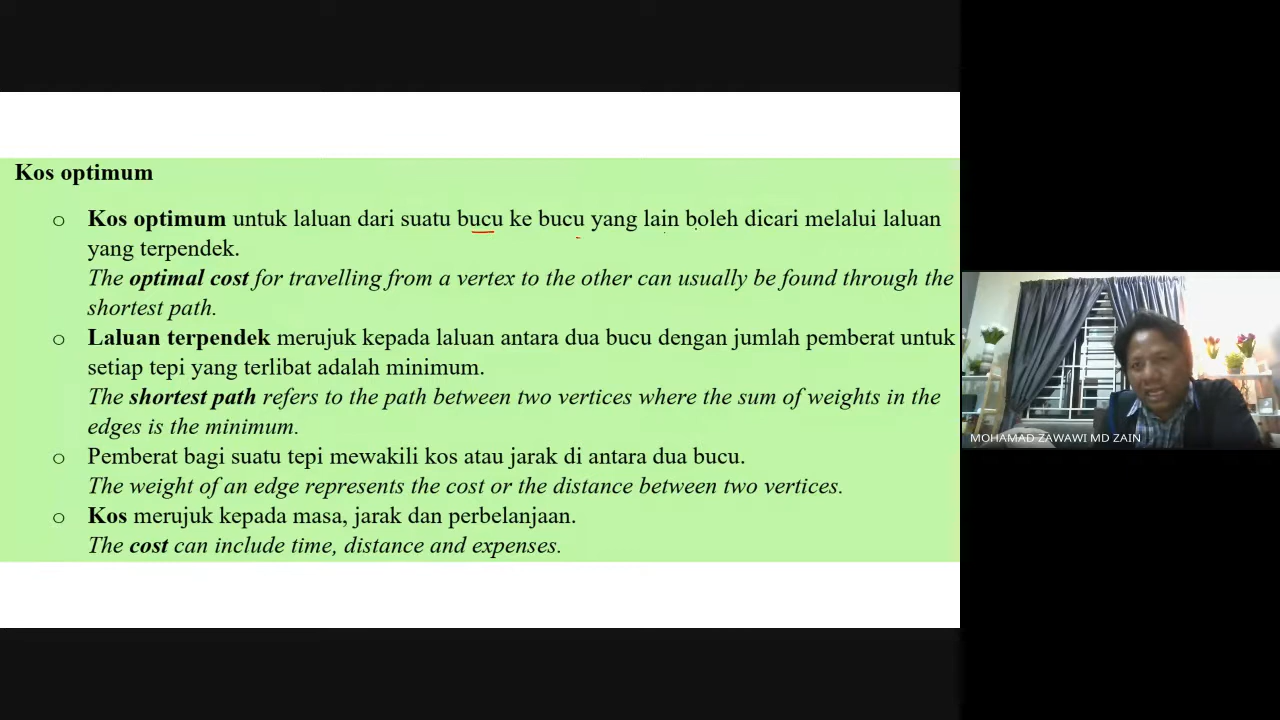 Kos optimum
o Kos optimum untuk laluan dari suatu bucu ke bucu yang lain boleh dicari melalui laluan
yang terpendek.
The optimal cost for travelling from a vertex to the other can usually be found through the
shortest path.
o Laluan terpendek merujuk kepada laluan antara dua bucu dengan jumlah pemberat untuk
setiap tepi yang terlibat adalah minimum.
The shortest path refers to the path between two vertices where the sum of weights in the
edges is the minimum.
o Pemberat bagi suatu tepi mewakili kos atau jarak di antara dua bucu.
The weight of an edge represents the cost or the distance between two vertices.
o Kos merujuk kepada masa, jarak dan perbelanjaan.
The cost can include time, distance and expenses.
MOHAMAD ZAWAWI MD ZAIN